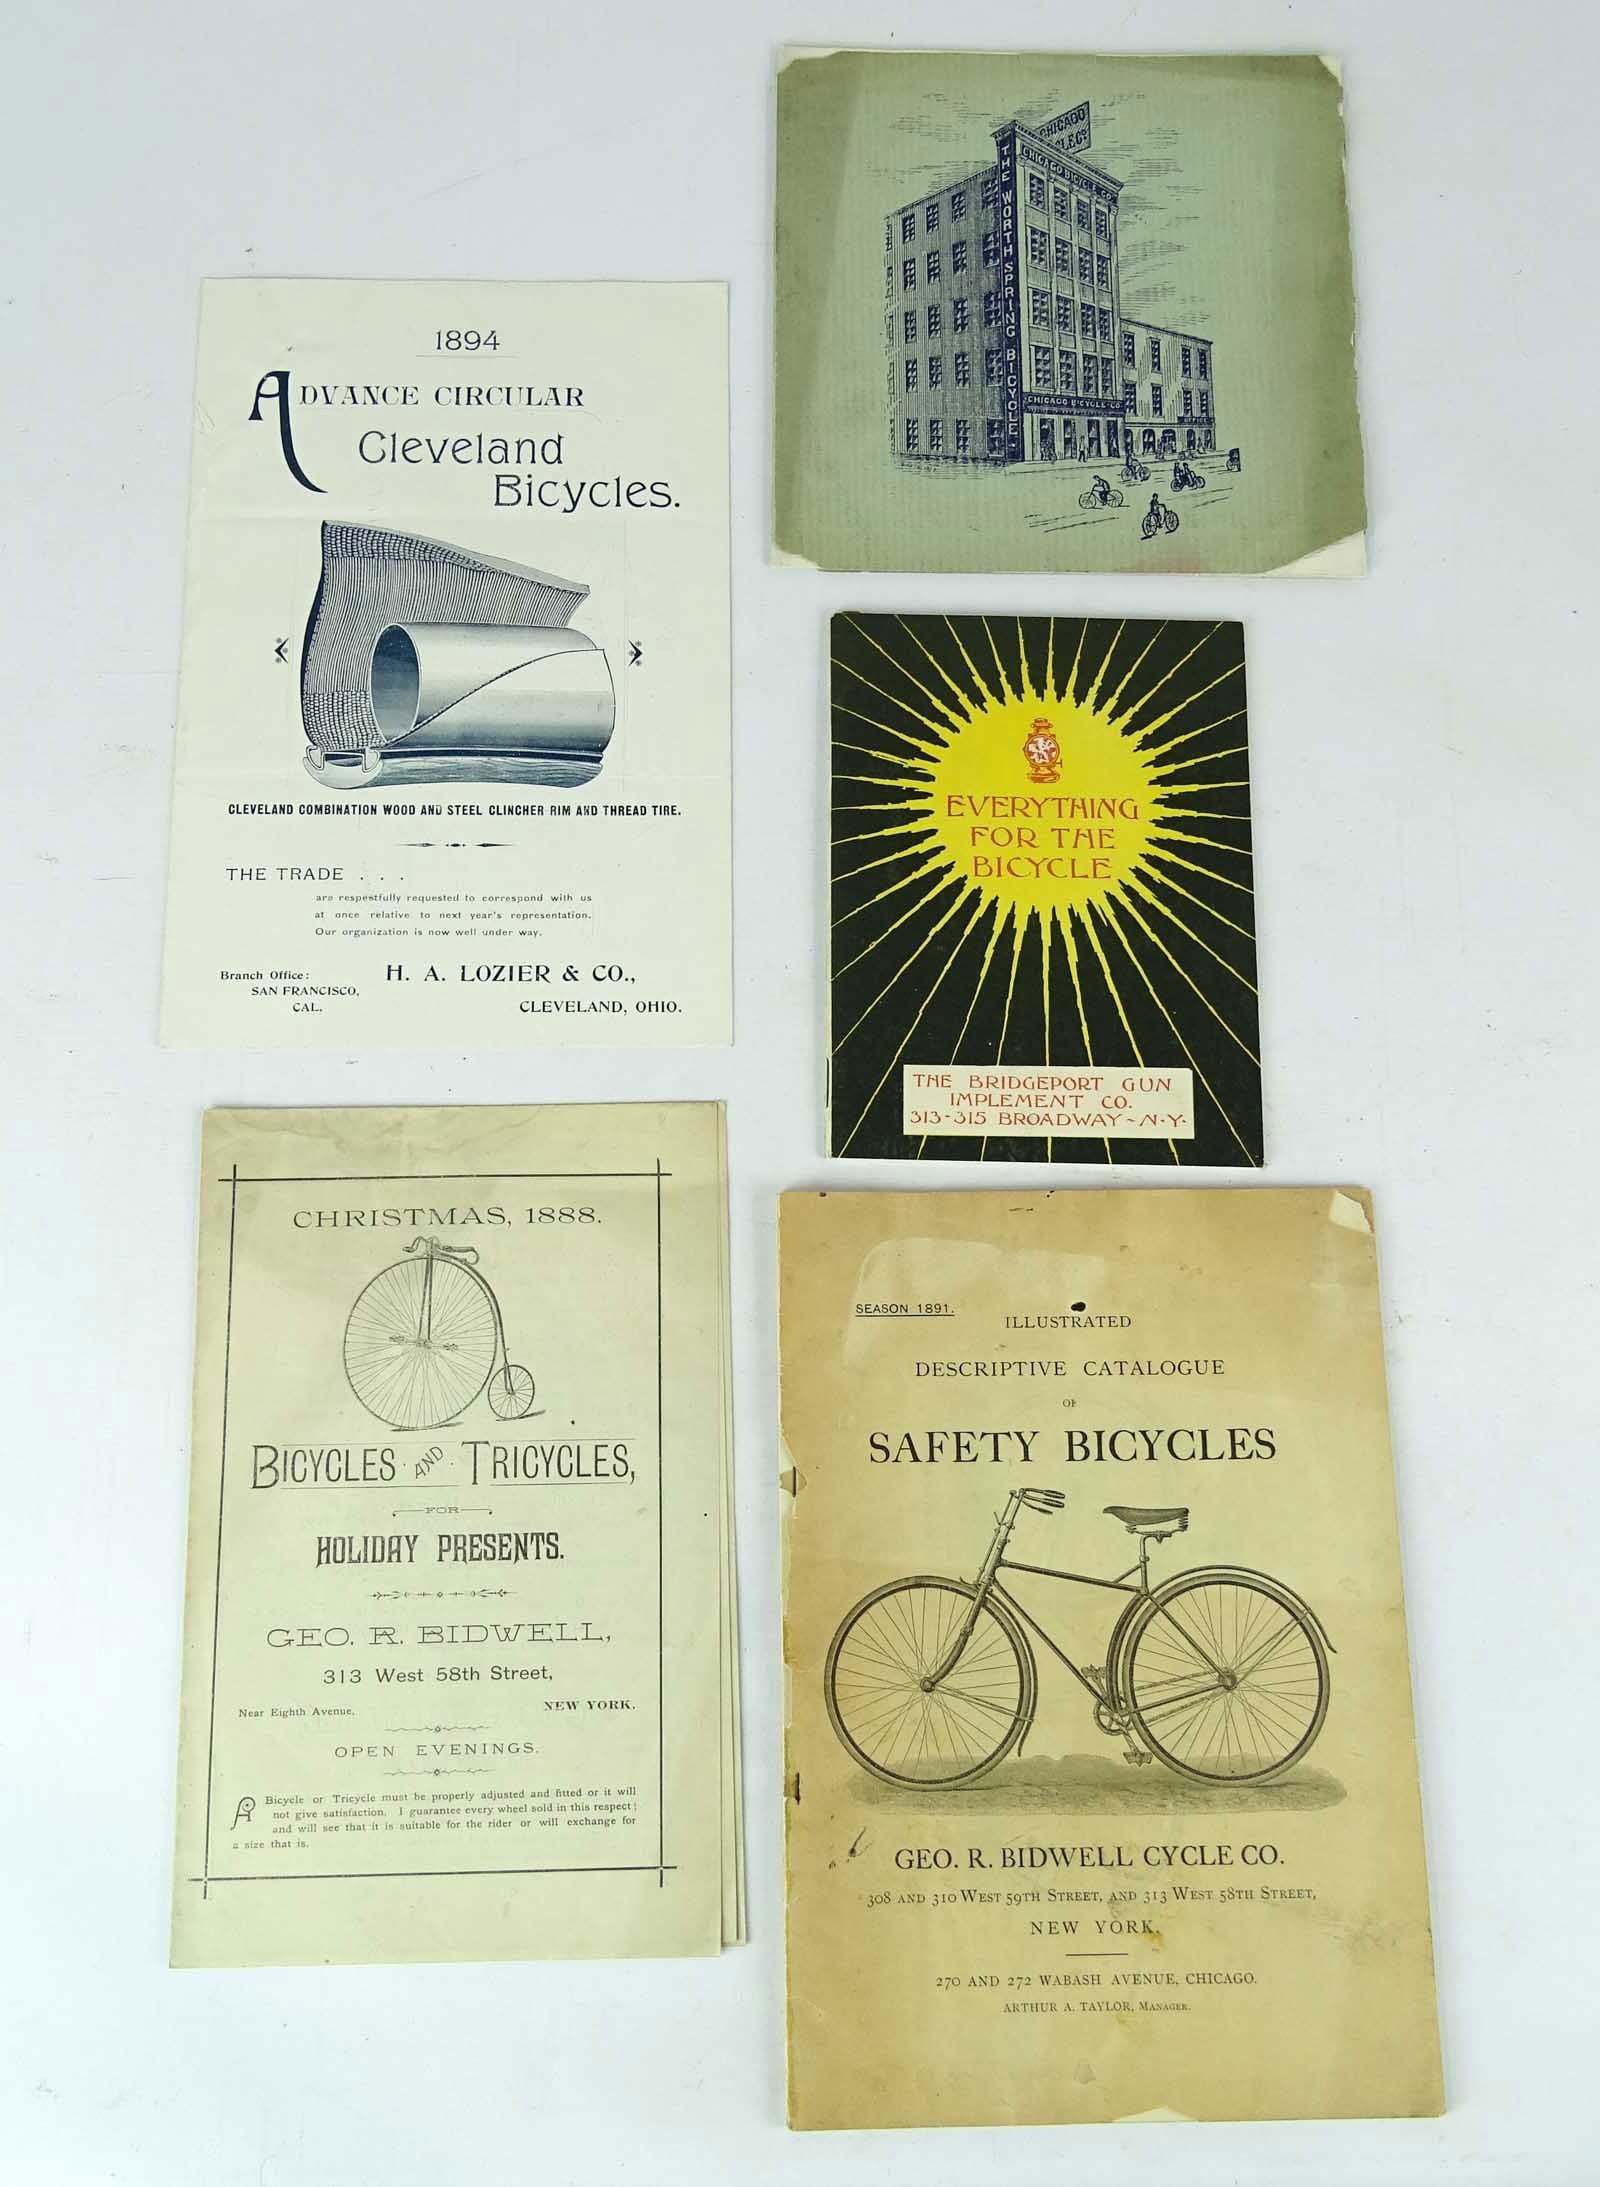 CHICAGO
CLE CO
CHICAGO BICYCLE CO
THE WORTH SPRING BICYCLE
CHICAGO BICYCLE CO
OFFICE
1894
ADVANCE CIRCULAR
Cleveland
Bicycles.
CLEVELAND COMBINATION WOOD AND STEEL CLINCHER RIM AND THREAD TIRE.
THE TRADE . . .
are respectfully requested to correspond with us
at once relative to next year's representation.
Our organization is now well under way.
Branch Office:
SAN FRANCISCO,
CAL.
H. A. LOZIER & CO.,
CLEVELAND, OHIO.
EVERYTHING
FOR THE
BICYCLE
THE BRIDGEPORT GUN
IMPLEMENT CO.
313-315 BROADWAY ~ N.Y.
CHRISTMAS, 1888.
BICYCLES AND TRICYCLES,
FOR
HOLIDAY PRESENTS.
GEO. R. BIDWELL,
313 West 58th Street,
Near Eighth Avenue, NEW YORK.
OPEN EVENINGS.
A Bicycle or Tricycle must be properly adjusted and fitted or it will
not give satisfaction. I guarantee every wheel sold in this respect;
and will see that it is suitable for the rider or will exchange for
a size that is.
SEASON 1891.
ILLUSTRATED
DESCRIPTIVE CATALOGUE
OF
SAFETY BICYCLES
GEO. R. BIDWELL CYCLE CO.
308 AND 310 WEST 59TH STREET, AND 313 WEST 58TH STREET,
NEW YORK.
270 AND 272 WABASH AVENUE, CHICAGO.
ARTHUR A. TAYLOR, MANAGER.